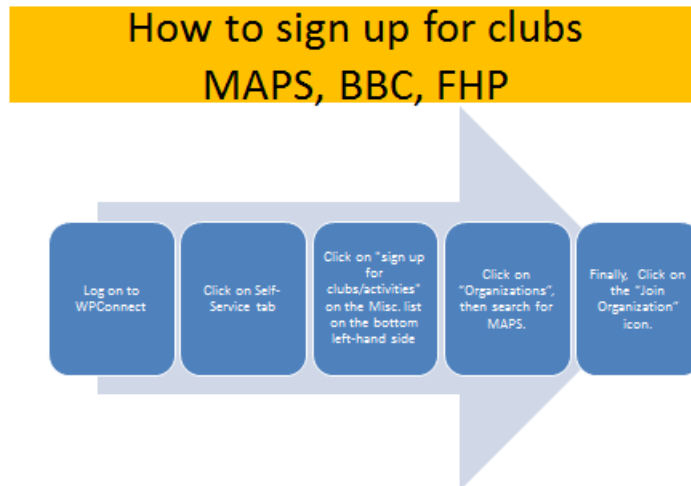 How to sign up for clubs
MAPS, BBC, FHP
Log on to
WPConnect
Click on Self-
Service tab
Click on "sign up
for
clubs/activities"
on the Misc. list
on the bottom
left-hand side
Click on
"Organizations",
then search for
MAPS.
Finally, Click on
the "Join
Organization"
icon.